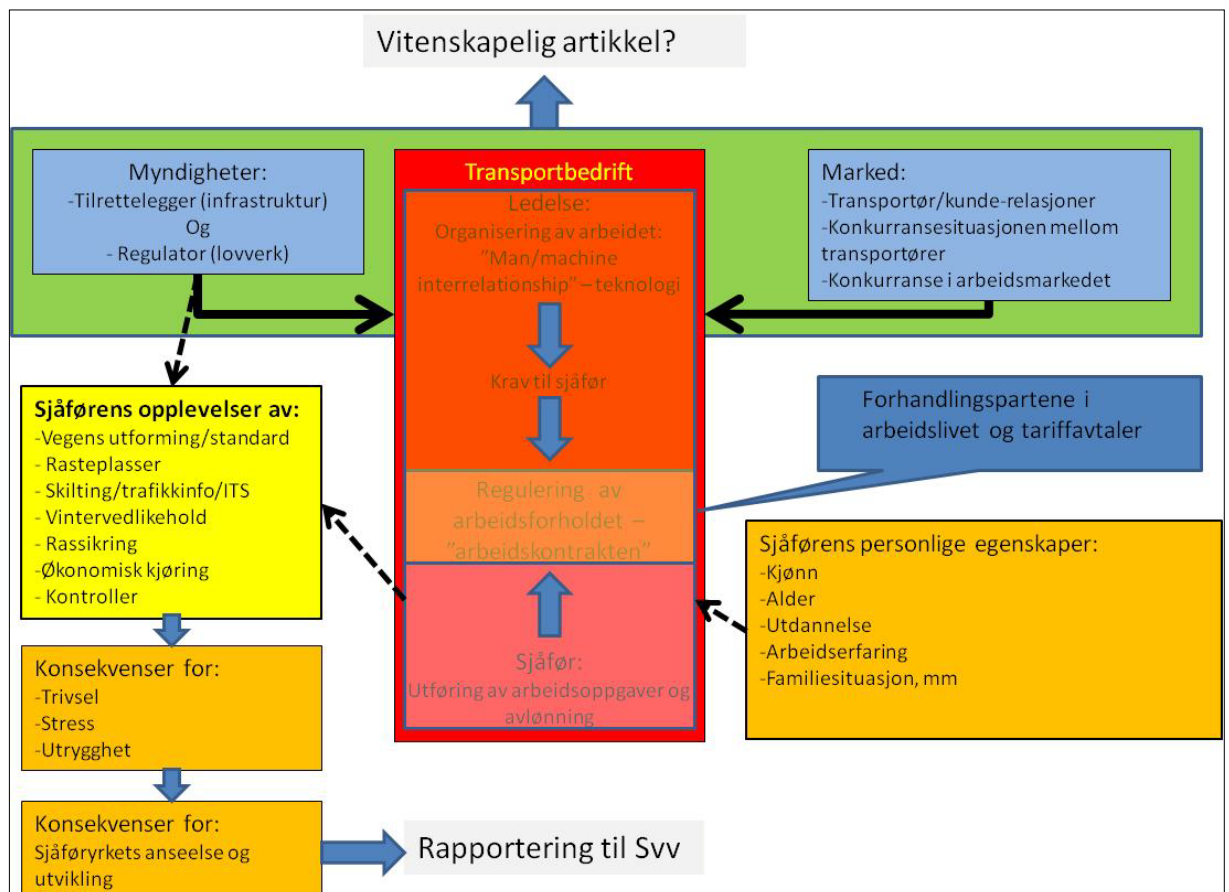 Vitenskapelig artikkel?
Myndigheter:
-Tilrettelegger (infrastruktur)
Og
- Regulator (lovverk)
Transportbedrift
Ledelse:
Organisering av arbeidet:
”Man/machine
interrelationship” – teknologi
Krav til sjåfør
Regulering av
arbeidsforholdet –
”arbeidskontrakten”
Sjåfør:
Utføring av arbeidsoppgaver og
avlønning
Marked:
-Transportør/kunde-relasjoner
-Konkurransesituasjonen mellom
transportører
-Konkurranse i arbeidsmarkedet
Forhandlingspartene i
arbeidslivet og tariffavtaler
Sjåførens personlige egenskaper:
-Kjønn
-Alder
-Utdannelse
-Arbeidserfaring
-Familiesituasjon, mm
Sjåførens opplevelser av:
-Vegens utforming/standard
- Rasteplasser
- Skilting/trafikkinfo/ITS
- Vintervedlikehold
- Rassikring
-Økonomisk kjøring
- Kontroller
Konsekvenser for:
-Trivsel
-Stress
-Utrygghet
Konsekvenser for:
Sjåføryrkets anseelse og
utvikling
Rapportering til Svv